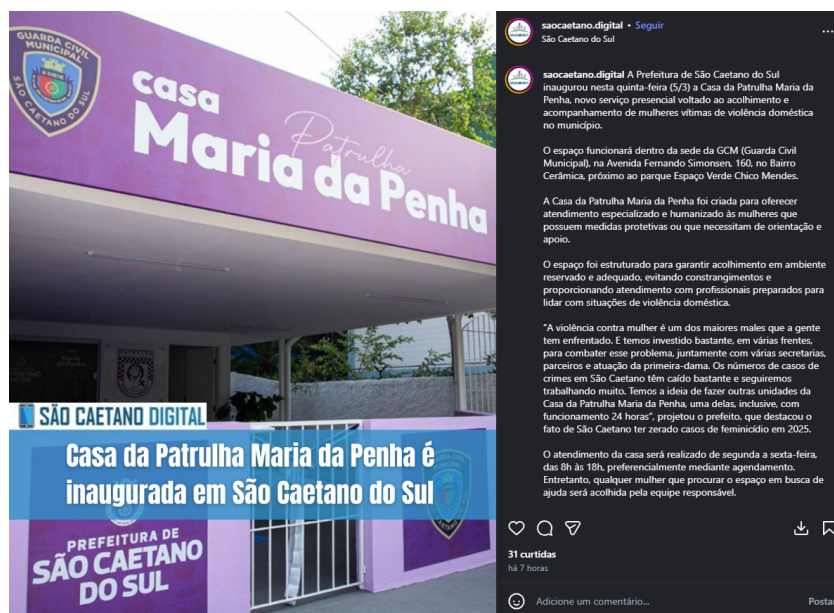 GUARDA CIVIL
MUNICIPAL
SÃO CAETANO DO SUL
casa
Patrulha
Maria da Penha
SÃO CAETANO DIGITAL
Casa da Patrulha Maria da Penha é
inaugurada em São Caetano do Sul
PREFEITURA DE
SÃO CAETANO
DO SUL
saocaetano.digital • Seguir
São Caetano do Sul
saocaetano.digital A Prefeitura de São Caetano do Sul
inaugurou nesta quinta-feira (5/3) a Casa da Patrulha Maria da
Penha, novo serviço presencial voltado ao acolhimento e
acompanhamento de mulheres vítimas de violência doméstica
no município.
O espaço funcionará dentro da sede da GCM (Guarda Civil
Municipal), na Avenida Fernando Simonsen, 160, no Bairro
Cerâmica, próximo ao parque Espaço Verde Chico Mendes.
A Casa da Patrulha Maria da Penha foi criada para oferecer
atendimento especializado e humanizado às mulheres que
possuem medidas protetivas ou que necessitam de orientação e
apoio.
O espaço foi estruturado para garantir acolhimento em ambiente
reservado e adequado, evitando constrangimentos e
proporcionando atendimento com profissionais preparados para
lidar com situações de violência doméstica.
"A violência contra mulher é um dos maiores males que a gente
tem enfrentado. E temos investido bastante, em várias frentes,
para combater esse problema, juntamente com várias secretarias,
parceiros e atuação da primeira-dama. Os números de casos de
crimes em São Caetano têm caído bastante e seguiremos
trabalhando muito. Temos a ideia de fazer outras unidades da
Casa da Patrulha Maria da Penha, uma delas, inclusive, com
funcionamento 24 horas", projetou o prefeito, que destacou o
fato de São Caetano ter zerado casos de feminicídio em 2025.
O atendimento da casa será realizado de segunda a sexta-feira,
das 8h às 18h, preferencialmente mediante agendamento.
Entretanto, qualquer mulher que procurar o espaço em busca de
ajuda será acolhida pela equipe responsável.
31 curtidas
há 7 horas
Adicione um comentário...
Posta